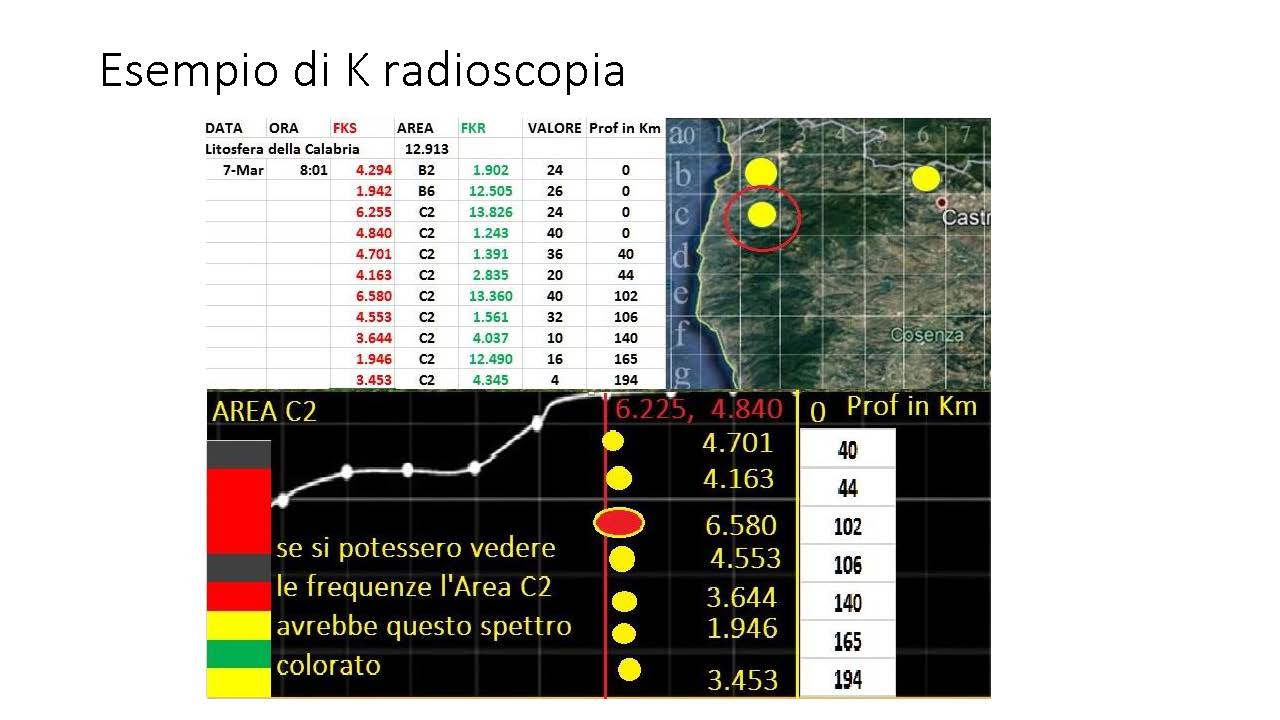 Esempio di K radioscopia
DATA ORA FKS AREA FKR VALORE Prof in Km
Litosfera della Calabria 12.913
7-Mar 8:01 4.294 B2 1.902 24 0
1.942 B6 12.505 26 0
6.255 C2 13.826 24 0
4.840 C2 1.243 40 0
4.701 C2 1.391 36 40
4.163 C2 2.835 20 44
6.580 C2 13.360 40 102
4.553 C2 1.561 32 106
3.644 C2 4.037 10 140
1.946 C2 12.490 16 165
3.453 C2 4.345 4 194
a0 1 2 3 4 5 6 7
b
c
Castr
d
e
f
Cosenza
g
AREA C2
6.225, 4.840 0 Prof in Km
4.701 40
4.163 44
6.580 102
4.553 106
3.644 140
1.946 165
3.453 194
se si potessero vedere
le frequenze l'Area C2
avrebbe questo spettro
colorato